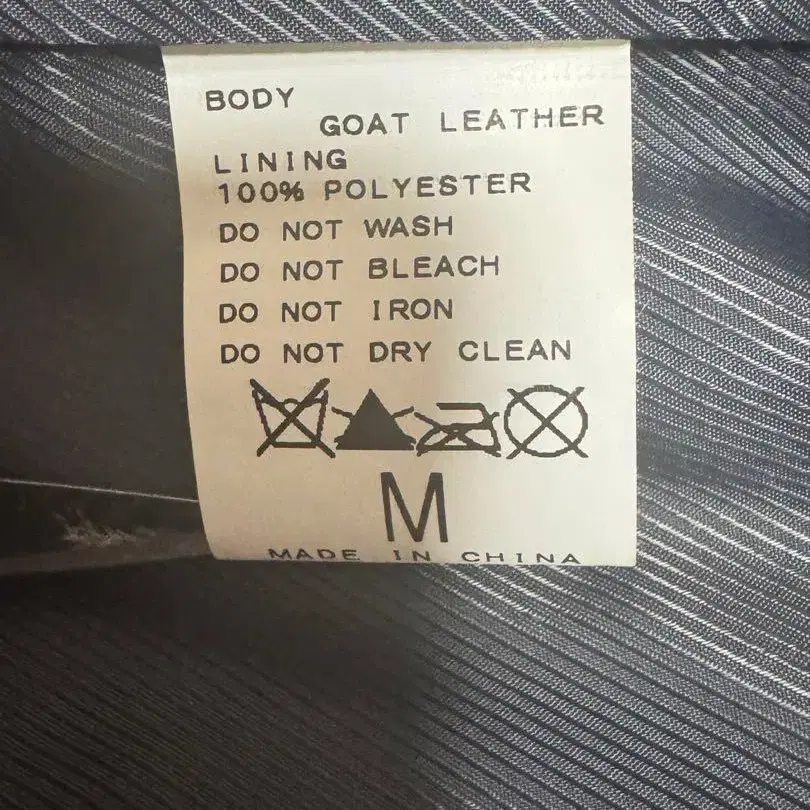 BODY
GOAT LEATHER
LINING
100% POLYESTER
DO NOT WASH
DO NOT BLEACH
DO NOT IRON
DO NOT DRY CLEAN
M
MADE IN CHINA